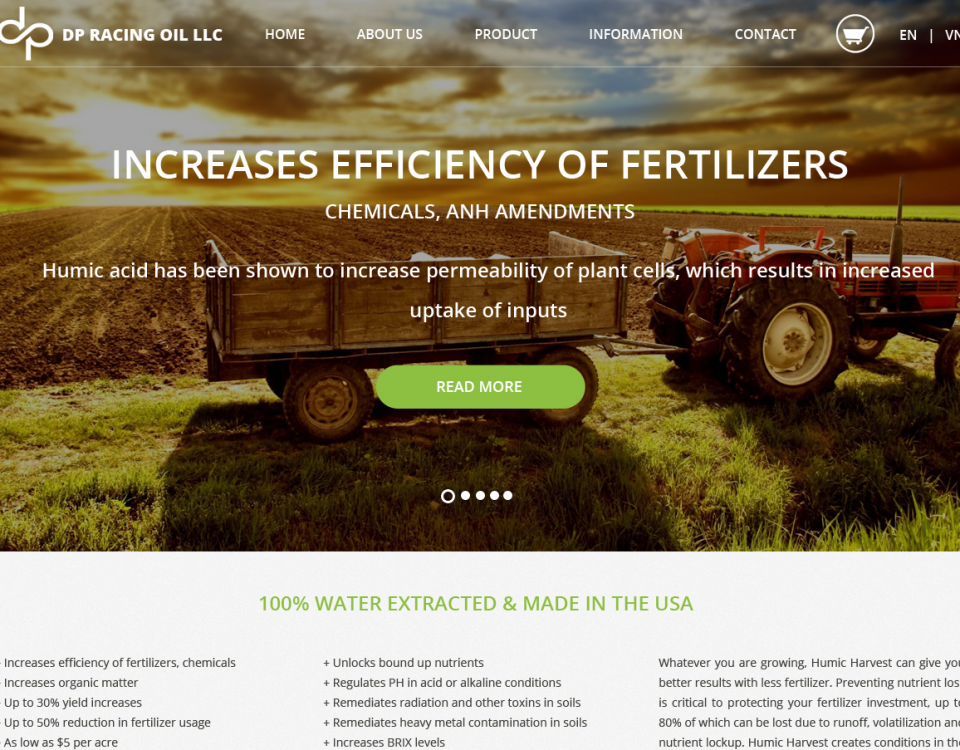 dp DP RACING OIL LLC HOME ABOUT US PRODUCT INFORMATION CONTACT EN | VN
INCREASES EFFICIENCY OF FERTILIZERS
CHEMICALS, ANH AMENDMENTS
Humic acid has been shown to increase permeability of plant cells, which results in increased
uptake of inputs
READ MORE
100% WATER EXTRACTED & MADE IN THE USA
Increases efficiency of fertilizers, chemicals
Increases organic matter
Up to 30% yield increases
Up to 50% reduction in fertilizer usage
As low as $5 per acre
+ Unlocks bound up nutrients
+ Regulates PH in acid or alkaline conditions
+ Remediates radiation and other toxins in soils
+ Remediates heavy metal contamination in soils
+ Increases BRIX levels
Whatever you are growing, Humic Harvest can give you
better results with less fertilizer. Preventing nutrient los
is critical to protecting your fertilizer investment, up to
80% of which can be lost due to runoff, volatilization and
nutrient lockup. Humic Harvest creates conditions in the